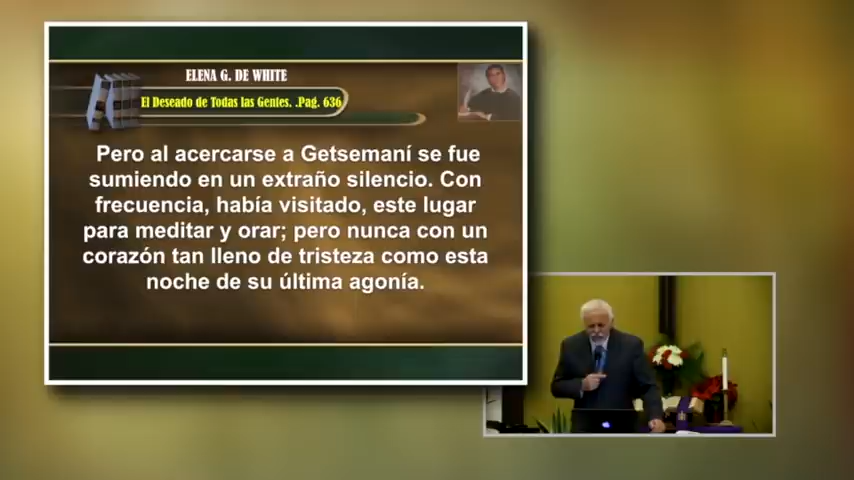 ELENA G. DE WHITE
El Deseado de Todas las Gentes. .Pag. 636
Pero al acercarse a Getsemaní se fue
sumiendo en un extraño silencio. Con
frecuencia, había visitado, este lugar
para meditar y orar; pero nunca con un
corazón tan lleno de tristeza como esta
noche de su última agonía.